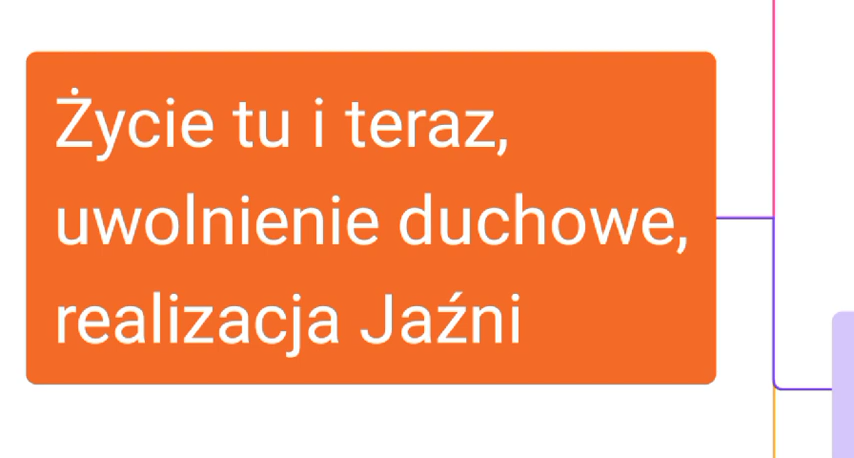 Życie tu i teraz,
uwolnienie duchowe,
realizacja Jaźni